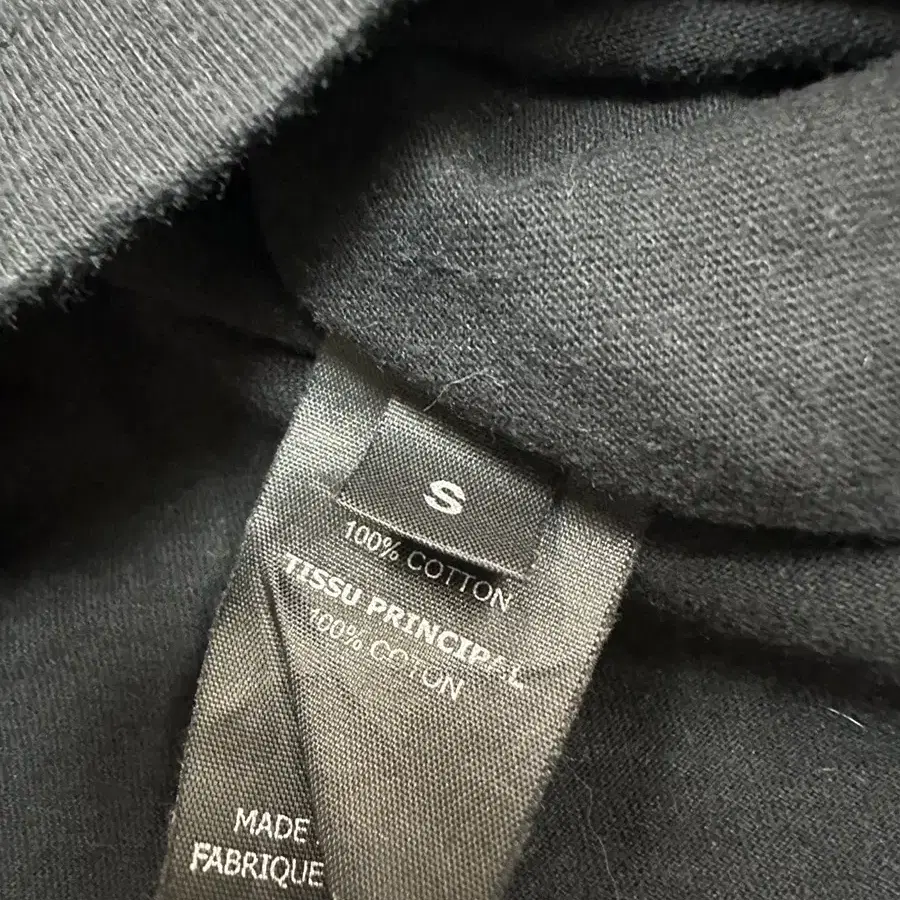 S
100% COTTON
TISSU PRINCIPAL
100% COTON
MADE
FABRIQUE